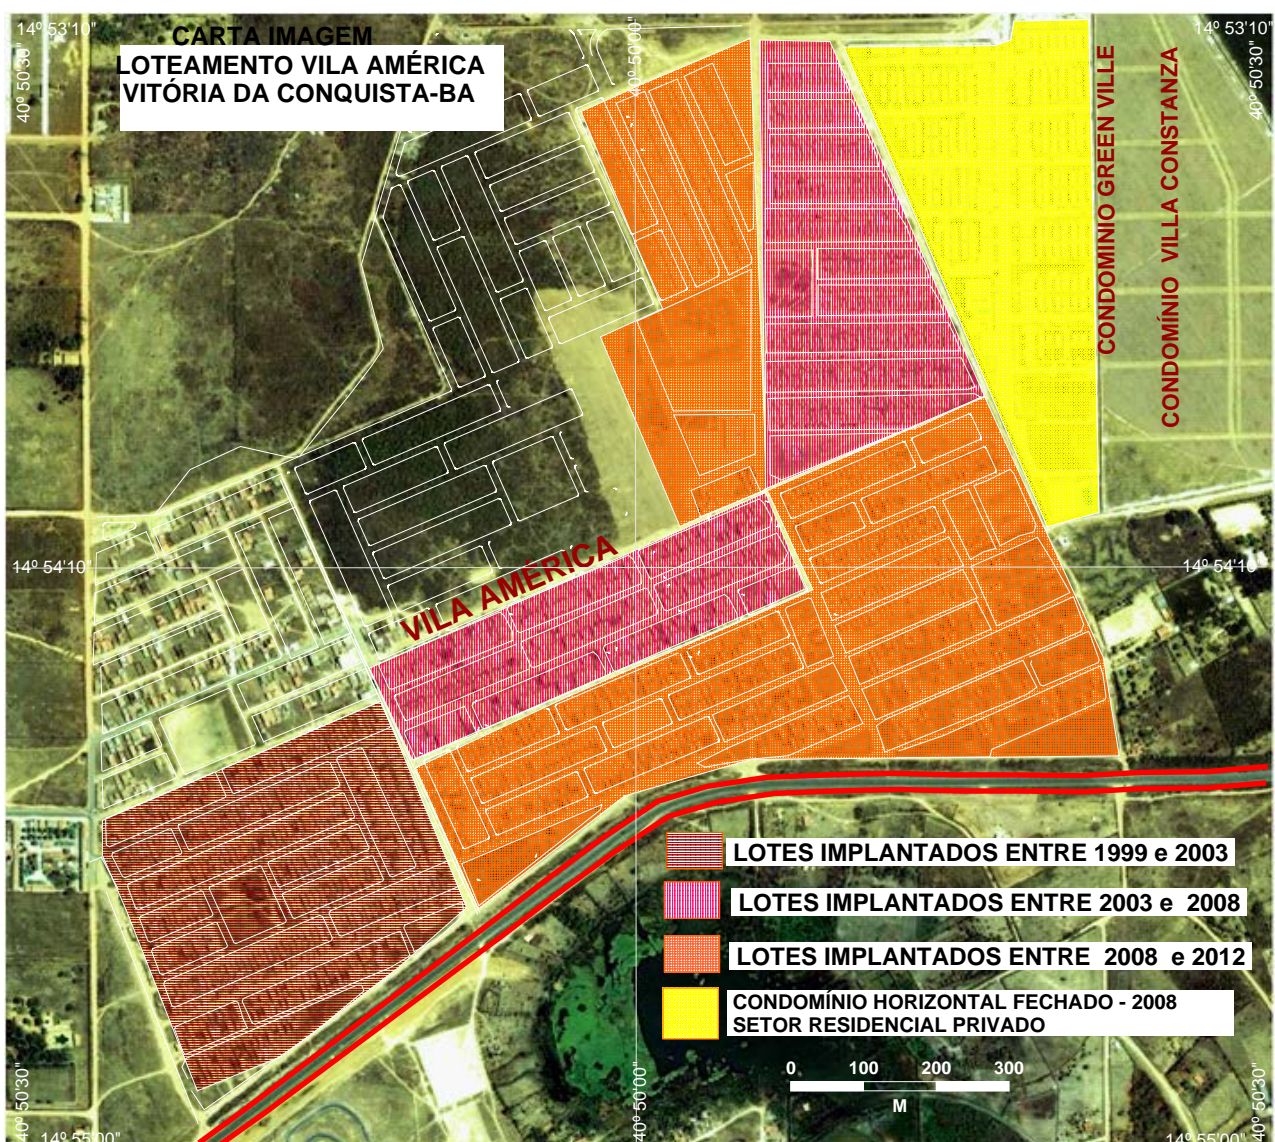 14º 53'10"
40º 50'30"
CARTA IMAGEM
LOTEAMENTO VILA AMÉRICA
VITÓRIA DA CONQUISTA-BA
40º 50'00"
14º 53'10"
40º 50'30"
CONDOMINIO GREEN VILLE
CONDOMÍNIO VILLA CONSTANZA
14º 54'10"
14º 54'10"
VILA AMÉRICA
LOTES IMPLANTADOS ENTRE 1999 e 2003
LOTES IMPLANTADOS ENTRE 2003 e 2008
LOTES IMPLANTADOS ENTRE 2008 e 2012
CONDOMÍNIO HORIZONTAL FECHADO - 2008
SETOR RESIDENCIAL PRIVADO
0 100 200 300
M
40º 50'30"
14º 55'00"
40º 50'00"
40º 50'30"
14º 55'00"